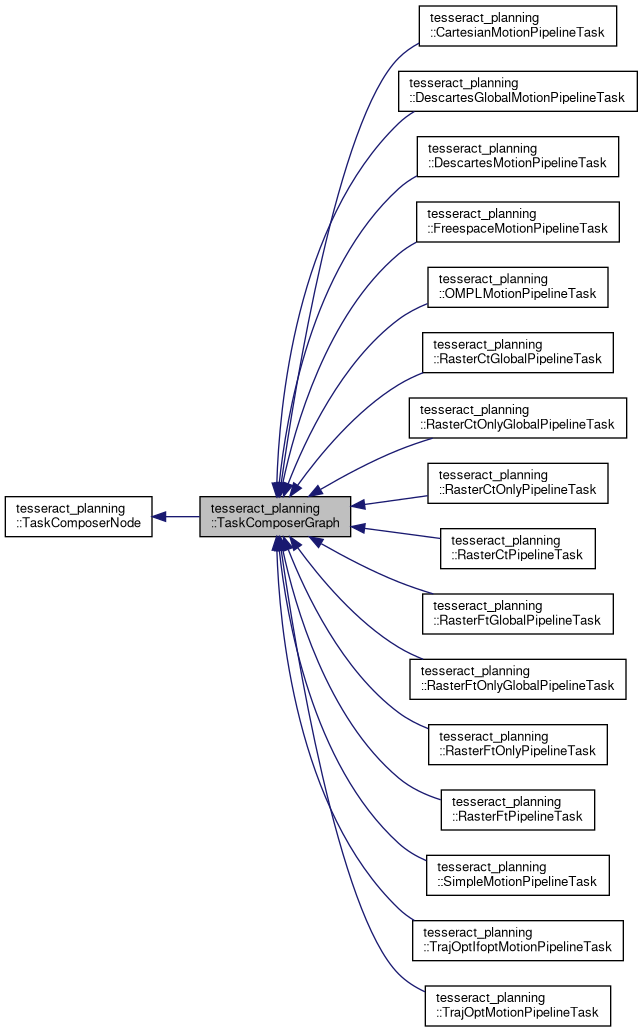 tesseract_planning
::CartesianMotionPipelineTask
tesseract_planning
::DescartesGlobalMotionPipelineTask
tesseract_planning
::DescartesMotionPipelineTask
tesseract_planning
::FreespaceMotionPipelineTask
tesseract_planning
::OMPLMotionPipelineTask
tesseract_planning
::RasterCtGlobalPipelineTask
tesseract_planning
::RasterCtOnlyGlobalPipelineTask
tesseract_planning
::RasterCtOnlyPipelineTask
tesseract_planning
::TaskComposerNode
tesseract_planning
::TaskComposerGraph
tesseract_planning
::RasterCtPipelineTask
tesseract_planning
::RasterFtGlobalPipelineTask
tesseract_planning
::RasterFtOnlyGlobalPipelineTask
tesseract_planning
::RasterFtOnlyPipelineTask
tesseract_planning
::RasterFtPipelineTask
tesseract_planning
::SimpleMotionPipelineTask
tesseract_planning
::TrajOptIfoptMotionPipelineTask
tesseract_planning
::TrajOptMotionPipelineTask